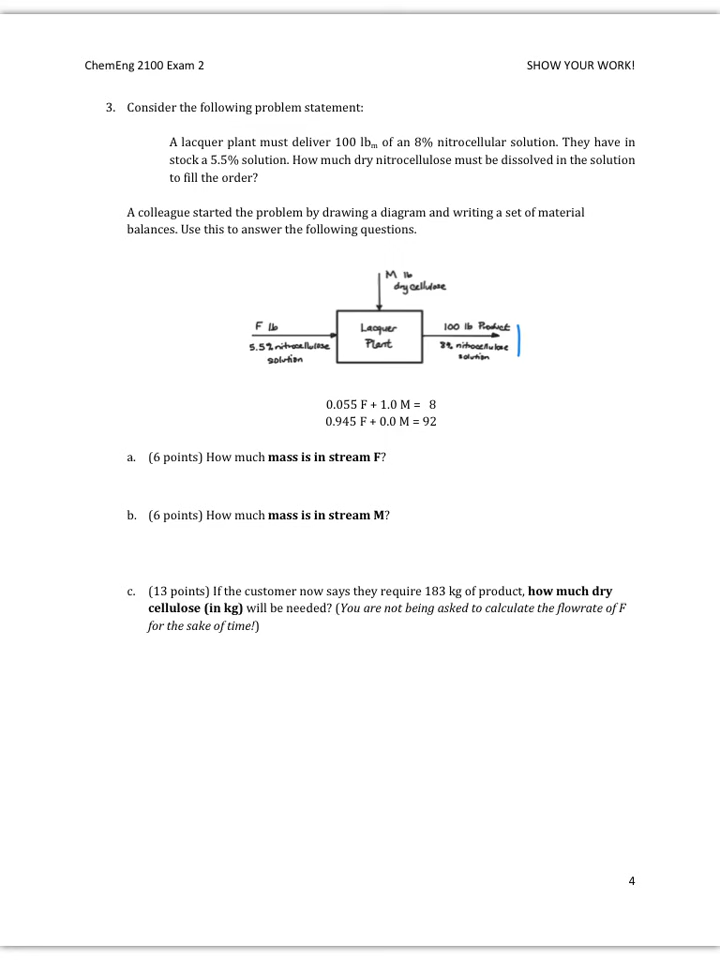 ChemEng 2100 Exam 2
SHOW YOUR WORK!
3. Consider the following problem statement:
A lacquer plant must deliver 100 lbm of an 8% nitrocellular solution. They have in
stock a 5.5% solution. How much dry nitrocellulose must be dissolved in the solution
to fill the order?
A colleague started the problem by drawing a diagram and writing a set of material
balances. Use this to answer the following questions.
M lb
dry cellulose
F lb
5.5% nitrocellulose
solution
Lacquer
Plant
100 lb Product
8% nitrocellulose
solution
0.055 F + 1.0 M = 8
0.945 F + 0.0 M = 92
a. (6 points) How much mass is in stream F?
b. (6 points) How much mass is in stream M?
c. (13 points) If the customer now says they require 183 kg of product, how much dry
cellulose (in kg) will be needed? (You are not being asked to calculate the flowrate of F
for the sake of time!)
4